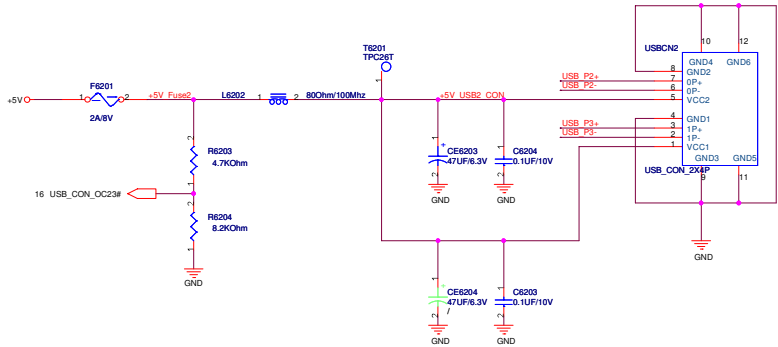 T6201
TPC26T
1
10
12
USBCN2
GND4
GND6
8
GND2
USB_P2+
7
0P+
USB_P2-
6
0P-
5
VCC2
4
GND1
USB_P3+
3
1P+
USB_P3-
2
1P-
1
VCC1
GND3
GND5
USB_CON_2X4P
9
11
GND
F6201
+5V
1
2
2A/8V
+5V_Fuse2
L6202
1
2
80Ohm/100Mhz
+5V_USB2_CON
2
R6203
4.7KOhm
1
16 USB_CON_OC23#
2
R6204
8.2KOhm
1
GND
1
+
CE6203
47UF/6.3V
2
GND
1
C6204
0.1UF/10V
2
GND
1
+
CE6204
47UF/6.3V
/
2
GND
1
C6203
0.1UF/10V
2
GND